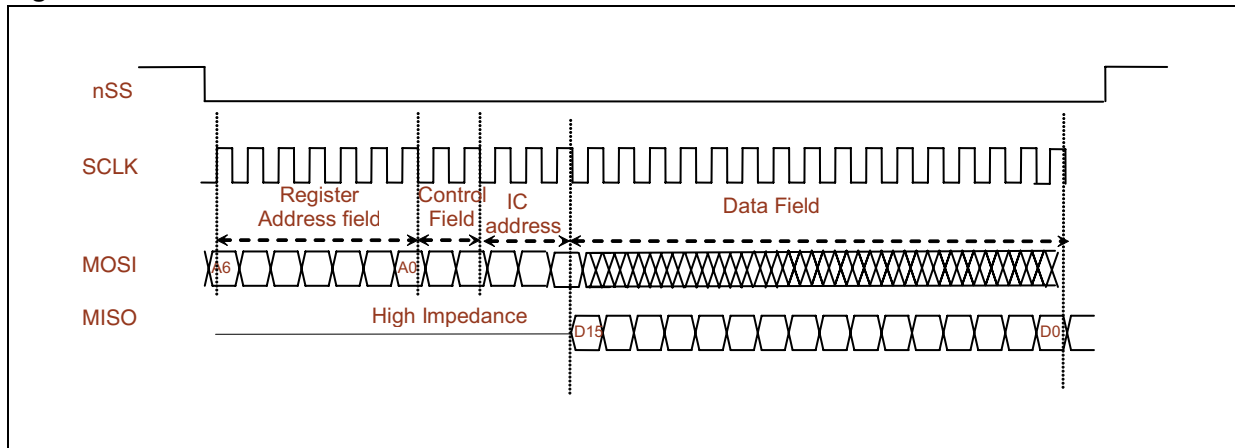 nSS
SCLK
Register
Address field
Control
Field
IC
address
Data Field
MOSI
A6
A0
MISO
High Impedance
D15
D0